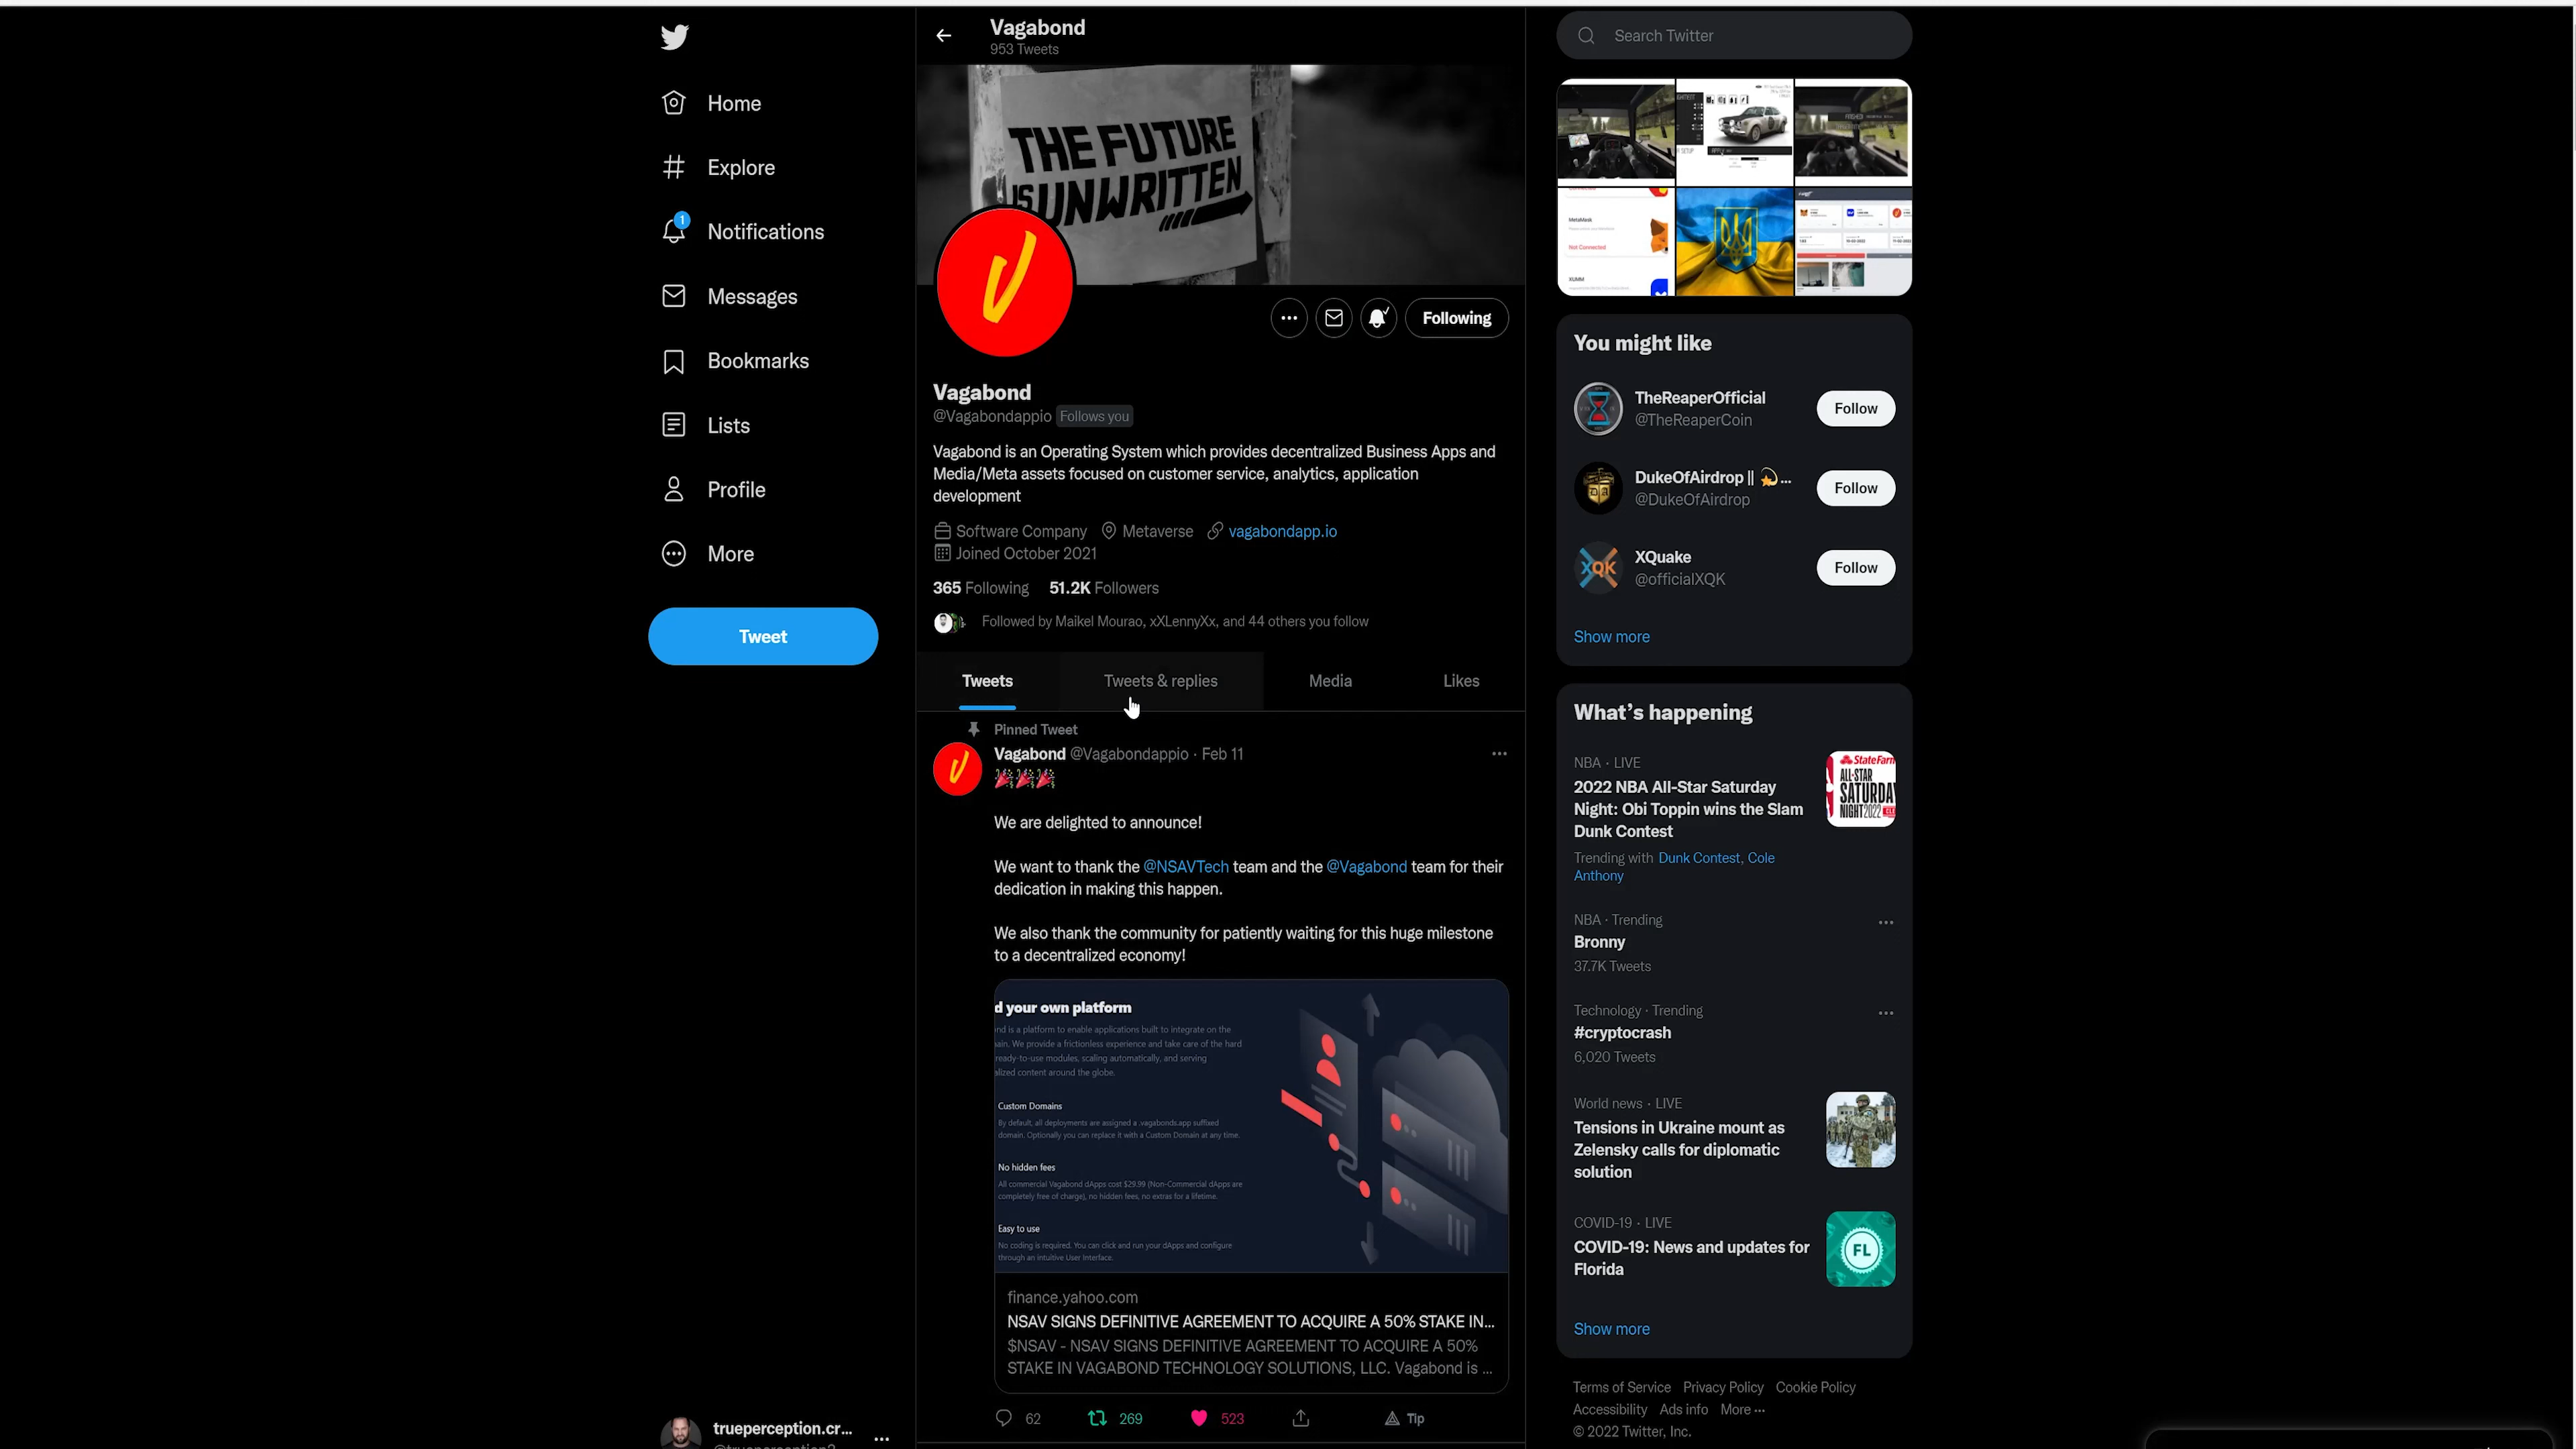 Home
Explore
1
Notifications
Messages
Bookmarks
Lists
Profile
More
Tweet
trueperception.cr...
Vagabond
953 Tweets
THE FUTURE
IS UNWRITTEN
Following
Vagabond
@Vagabondappio Follows you
Vagabond is an Operating System which provides decentralized Business Apps and
Media/Meta assets focused on customer service, analytics, application
development
Software Company Metaverse vagabondapp.io
Joined October 2021
365 Following 51.2K Followers
Followed by Maikel Mourao, xXLennyXx, and 44 others you follow
Tweets Tweets & replies Media Likes
Pinned Tweet
Vagabond @Vagabondappio · Feb 11
🎉🎉🎉
We are delighted to announce!
We want to thank the @NSAVTech team and the @Vagabond team for their
dedication in making this happen.
We also thank the community for patiently waiting for this huge milestone
to a decentralized economy!
d your own platform
nd is a platform to enable applications built to integrate on the
ain. We provide a frictionless experience and take care of the hard
ready-to-use modules, scaling automatically, and serving
alized content around the globe.
Custom Domains
By default, all deployments are assigned a .vagabonds.app suffixed
domain. Optionally you can replace it with a Custom Domain at any time.
No hidden fees
All commercial Vagabond dApps cost $29.99 (Non-Commercial dApps are
completely free of charge), no hidden fees, no extras for a lifetime.
Easy to use
No coding is required. You can click and run your dApps and configure
through an intuitive User Interface.
finance.yahoo.com
NSAV SIGNS DEFINITIVE AGREEMENT TO ACQUIRE A 50% STAKE IN...
$NSAV - NSAV SIGNS DEFINITIVE AGREEMENT TO ACQUIRE A 50%
STAKE IN VAGABOND TECHNOLOGY SOLUTIONS, LLC. Vagabond is ...
62 269 523 Tip
Search Twitter
MetaMask
Not Connected
XUMM
You might like
TheReaperOfficial
@TheReaperCoin
Follow
DukeOfAirdrop || 💫...
@DukeOfAirdrop
Follow
XQK
XQuake
@officialXQK
Follow
Show more
What's happening
NBA · LIVE
2022 NBA All-Star Saturday
Night: Obi Toppin wins the Slam
Dunk Contest
Trending with Dunk Contest, Cole
Anthony
State Farm
ALL-STAR
SATURDAY
NIGHT 2022
NBA · Trending
Bronny
37.7K Tweets
Technology · Trending
#cryptocrash
6,020 Tweets
World news · LIVE
Tensions in Ukraine mount as
Zelensky calls for diplomatic
solution
COVID-19 · LIVE
COVID-19: News and updates for
Florida
FL
Show more
Terms of Service Privacy Policy Cookie Policy
Accessibility Ads info More ···
© 2022 Twitter, Inc.